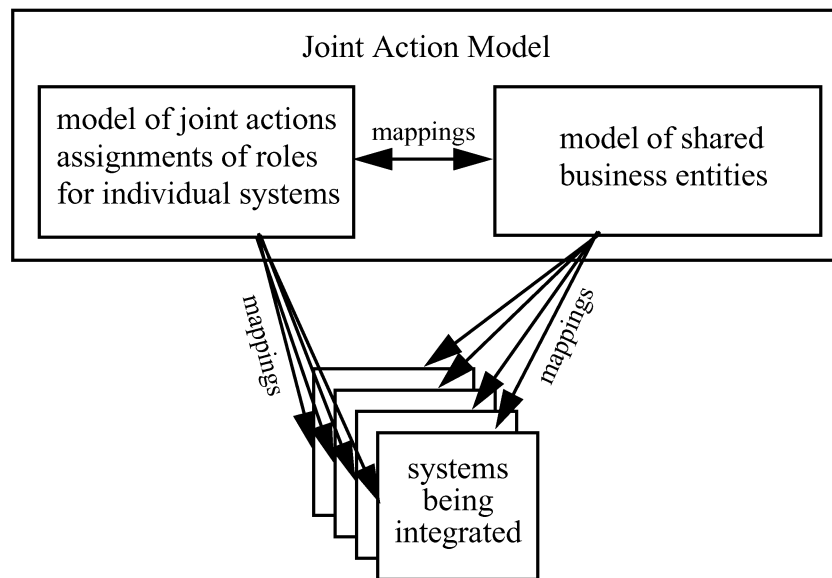 Joint Action Model
model of joint actions
assignments of roles
for individual systems
mappings
model of shared
business entities
mappings
mappings
systems
being
integrated